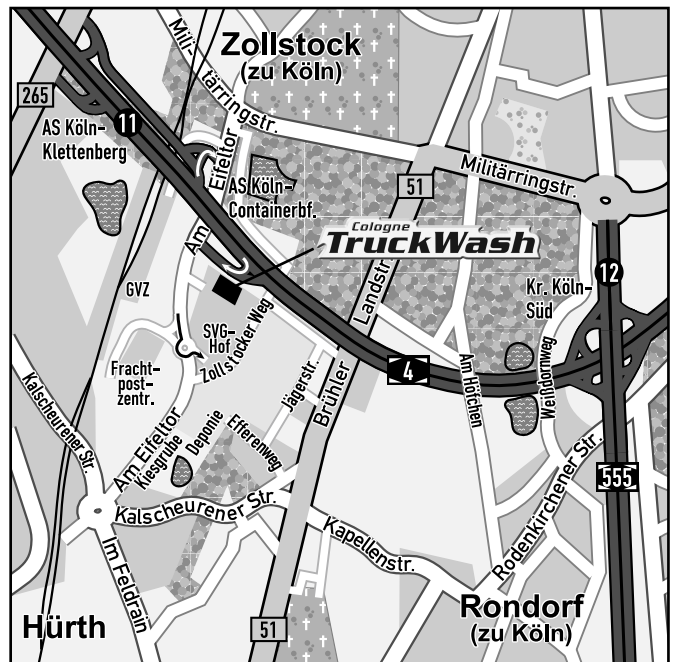 Zollstock
(zu Köln)
Mili-
tärringstr.
265
11
AS Köln-
Klettenberg
Am Eifeltor
AS Köln-
Containerbf.
51
Militärringstr.
Cologne
TruckWash
12
Kr. Köln-
Süd
GVZ
SVG-
Hof
Zollstocker Weg
Brühler Landstr.
4
Am Höfchen
Weißdornweg
Fracht-
post-
zentr.
Kalscheurener Str.
Jägerstr.
Am Eifeltor
Kiesgrube
Deponie
Efferenweg
555
Kalscheurener Str.
Kapellenstr.
Rodenkirchener Str.
Im Feldrain
Hürth
51
Rondorf
(zu Köln)